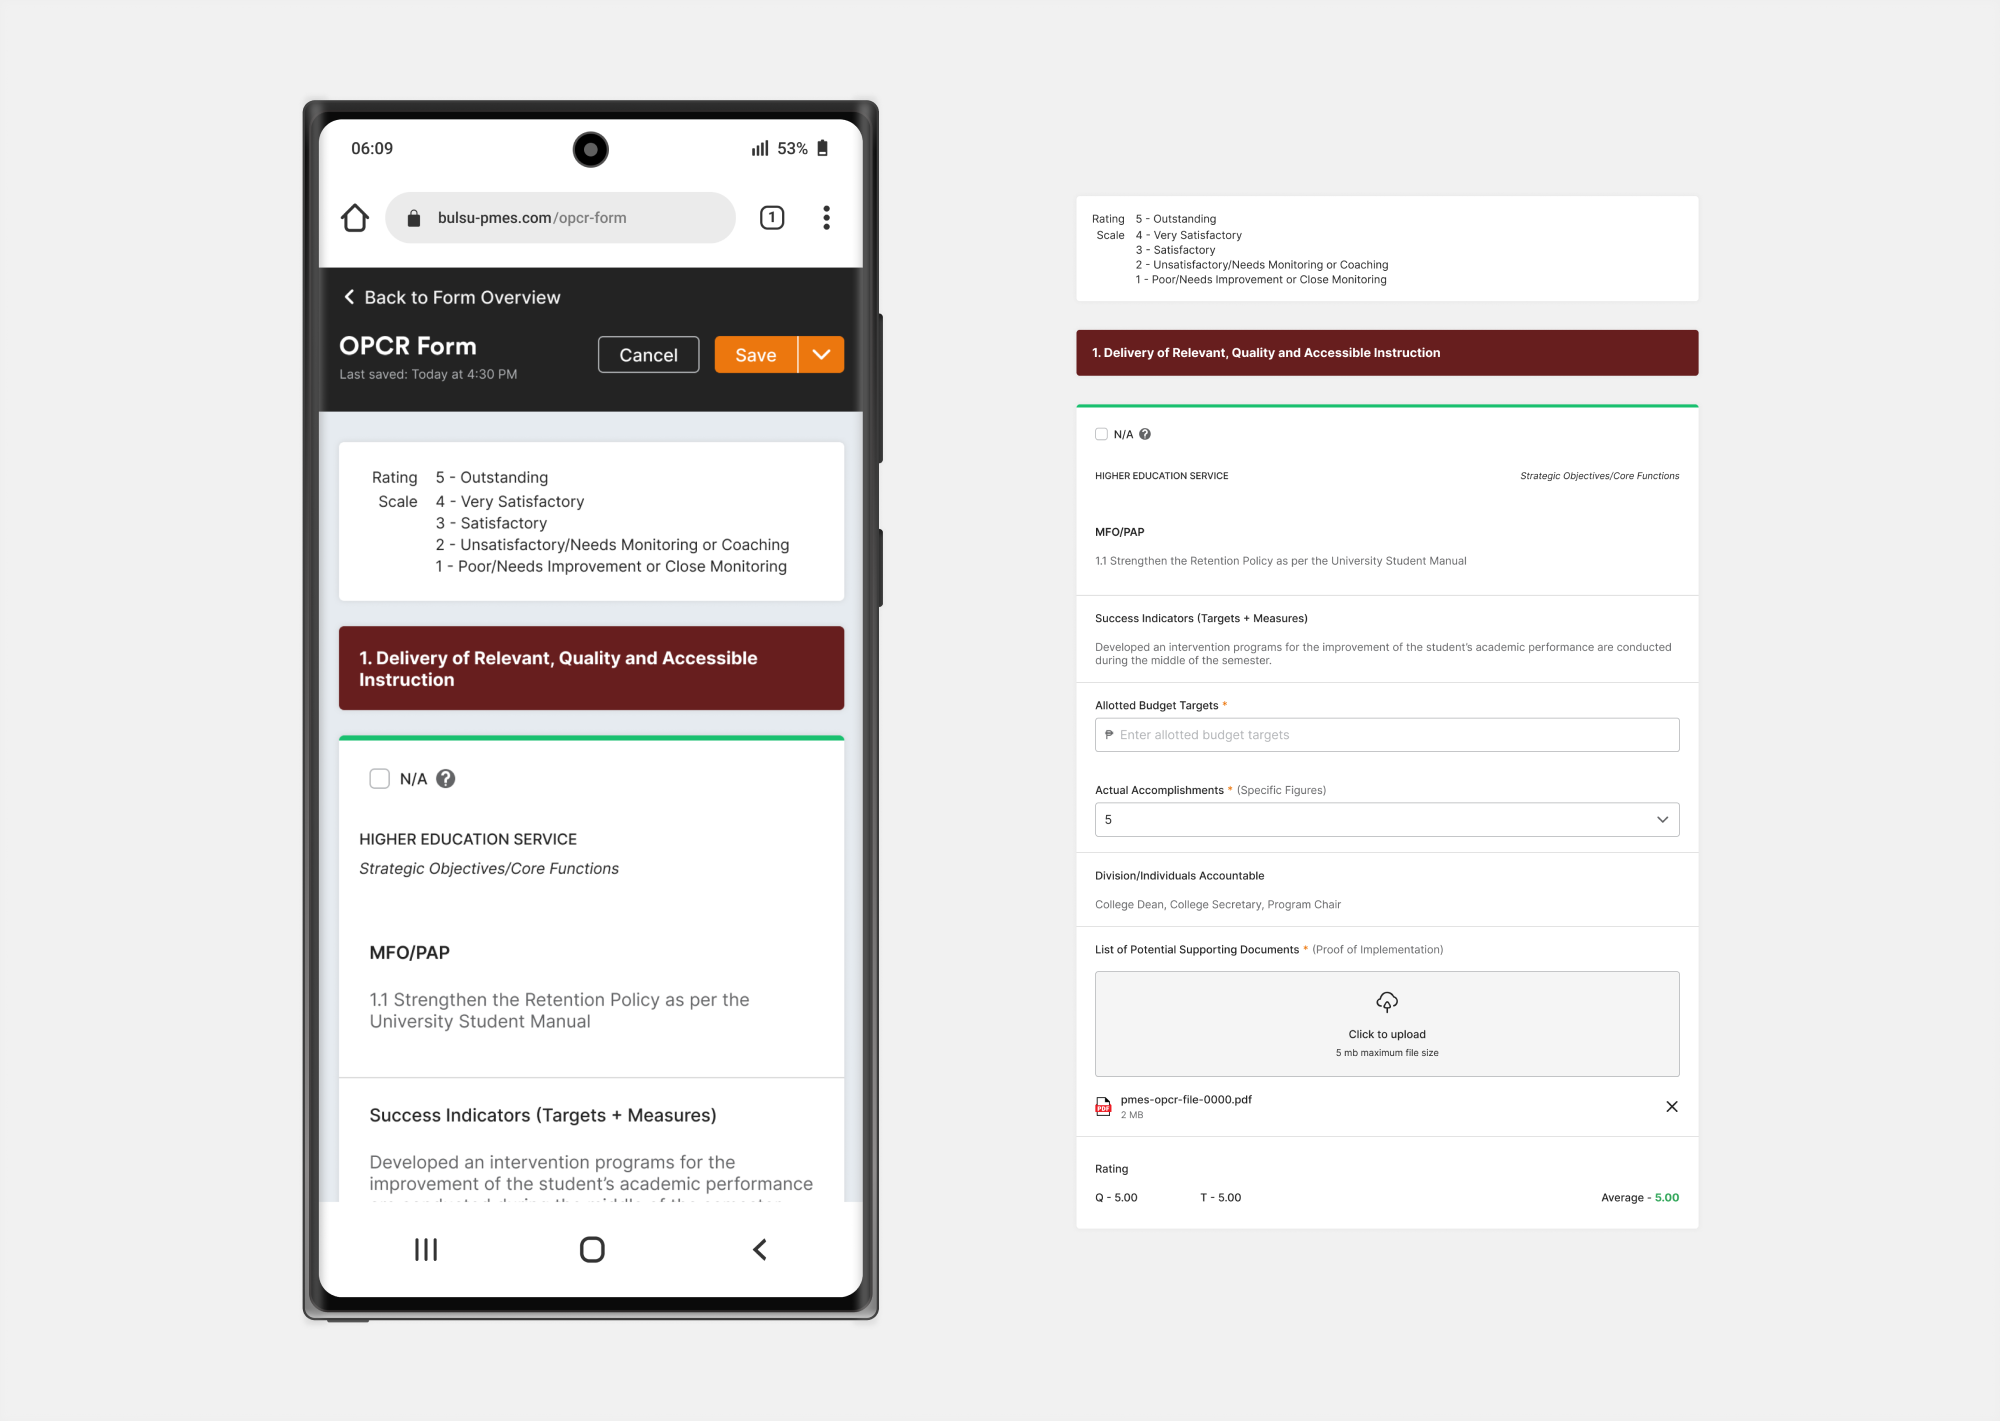 06:09
53%
bulsu-pmes.com/opcr-form
1
Back to Form Overview
OPCR Form
Last saved: Today at 4:30 PM
Cancel
Save
Rating 5 - Outstanding
Scale 4 - Very Satisfactory
3 - Satisfactory
2 - Unsatisfactory/Needs Monitoring or Coaching
1 - Poor/Needs Improvement or Close Monitoring
1. Delivery of Relevant, Quality and Accessible
Instruction
N/A ?
HIGHER EDUCATION SERVICE
Strategic Objectives/Core Functions
MFO/PAP
1.1 Strengthen the Retention Policy as per the
University Student Manual
Success Indicators (Targets + Measures)
Developed an intervention programs for the
improvement of the student’s academic performance
are conducted during the middle of the semester.
Rating 5 - Outstanding
Scale 4 - Very Satisfactory
3 - Satisfactory
2 - Unsatisfactory/Needs Monitoring or Coaching
1 - Poor/Needs Improvement or Close Monitoring
1. Delivery of Relevant, Quality and Accessible Instruction
N/A ?
HIGHER EDUCATION SERVICE Strategic Objectives/Core Functions
MFO/PAP
1.1 Strengthen the Retention Policy as per the University Student Manual
Success Indicators (Targets + Measures)
Developed an intervention programs for the improvement of the student’s academic performance are conducted
during the middle of the semester.
Allotted Budget Targets *
₱ Enter allotted budget targets
Actual Accomplishments * (Specific Figures)
5
Division/Individuals Accountable
College Dean, College Secretary, Program Chair
List of Potential Supporting Documents * (Proof of Implementation)
Click to upload
5 mb maximum file size
PDF
pmes-opcr-file-0000.pdf
2 MB
Rating
Q - 5.00 T - 5.00 Average - 5.00